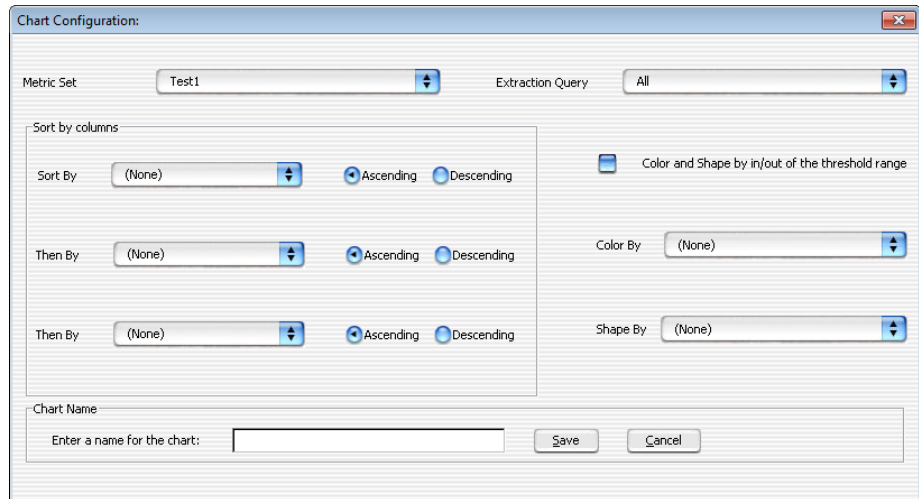 Chart Configuration:
Metric Set Test1 Extraction Query All
Sort by columns
Sort By (None) Ascending Descending
Color and Shape by in/out of the threshold range
Then By (None) Ascending Descending
Color By (None)
Then By (None) Ascending Descending
Shape By (None)
Chart Name
Enter a name for the chart: Save Cancel